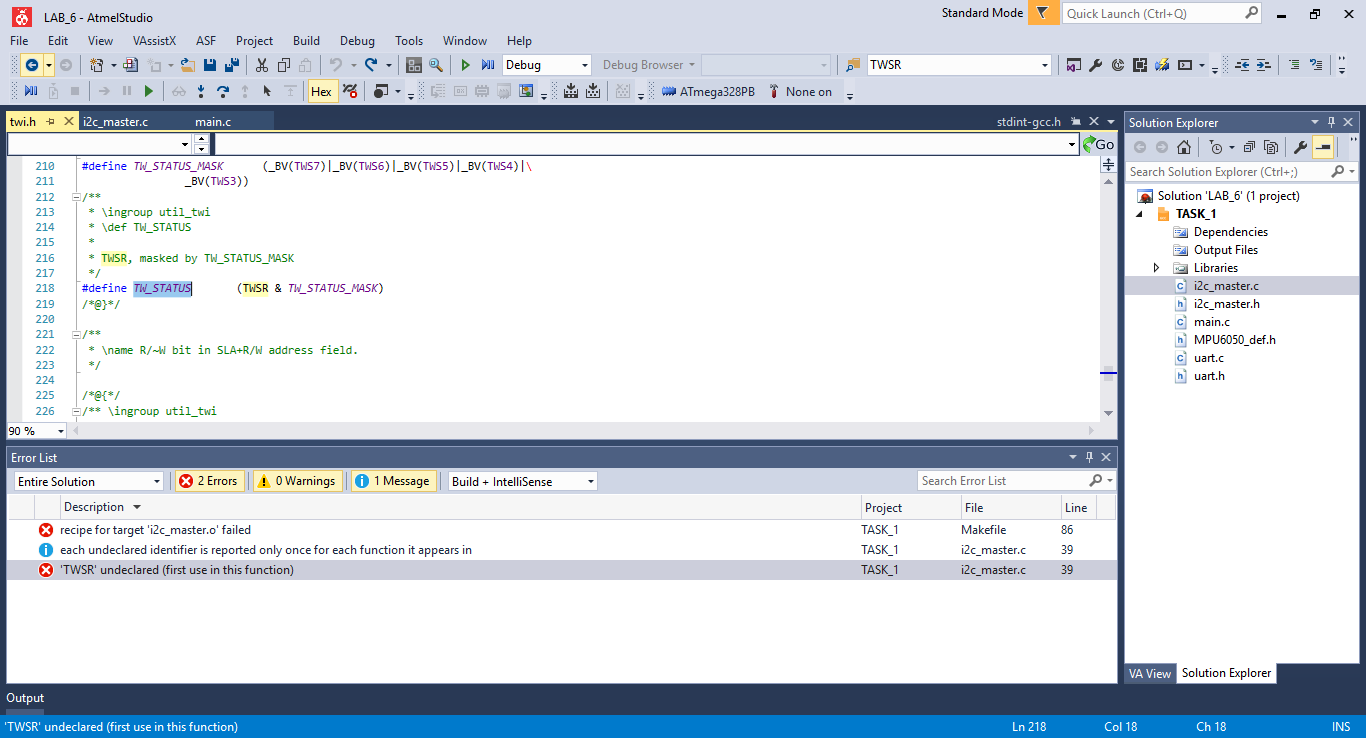 LAB_6 - AtmelStudio
Standard Mode
Quick Launch (Ctrl+Q)
File Edit View VAssistX ASF Project Build Debug Tools Window Help
Debug Debug Browser TWSR
Hex ATmega328PB None on
twi.h i2c_master.c main.c stdint-gcc.h
Go
210 #define TW_STATUS_MASK (_BV(TWS7)|_BV(TWS6)|_BV(TWS5)|_BV(TWS4)|\
211 _BV(TWS3))
212 /**
213 * \ingroup util_twi
214 * \def TW_STATUS
215 *
216 * TWSR, masked by TW_STATUS_MASK
217 */
218 #define TW_STATUS (TWSR & TW_STATUS_MASK)
219 /*@}*/
220
221 /**
222 * \name R/~W bit in SLA+R/W address field.
223 */
224
225 /*@{*/
226 /** \ingroup util_twi
90 %
Error List
Entire Solution 2 Errors 0 Warnings 1 Message Build + IntelliSense Search Error List
Description Project File Line
recipe for target 'i2c_master.o' failed TASK_1 Makefile 86
each undeclared identifier is reported only once for each function it appears in TASK_1 i2c_master.c 39
'TWSR' undeclared (first use in this function) TASK_1 i2c_master.c 39
Solution Explorer
Search Solution Explorer (Ctrl+;)
Solution 'LAB_6' (1 project)
TASK_1
Dependencies
Output Files
Libraries
i2c_master.c
i2c_master.h
main.c
MPU6050_def.h
uart.c
uart.h
VA View Solution Explorer
Output
'TWSR' undeclared (first use in this function) Ln 218 Col 18 Ch 18 INS